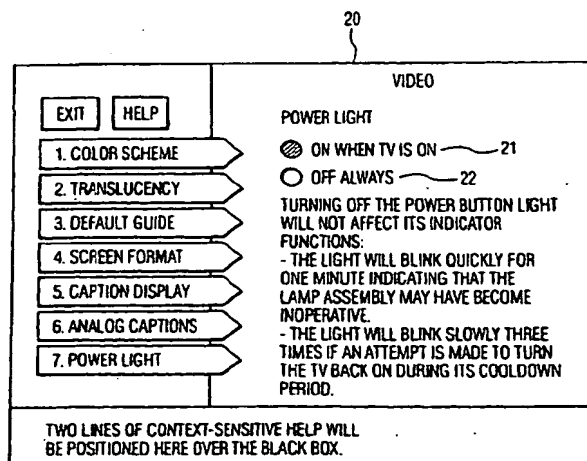 20
VIDEO
EXIT HELP
1. COLOR SCHEME
2. TRANSLUCENCY
3. DEFAULT GUIDE
4. SCREEN FORMAT
5. CAPTION DISPLAY
6. ANALOG CAPTIONS
7. POWER LIGHT
POWER LIGHT
ON WHEN TV IS ON 21
OFF ALWAYS 22
TURNING OFF THE POWER BUTTON LIGHT
WILL NOT AFFECT ITS INDICATOR
FUNCTIONS:
- THE LIGHT WILL BLINK QUICKLY FOR
ONE MINUTE INDICATING THAT THE
LAMP ASSEMBLY MAY HAVE BECOME
INOPERATIVE.
- THE LIGHT WILL BLINK SLOWLY THREE
TIMES IF AN ATTEMPT IS MADE TO TURN
THE TV BACK ON DURING ITS COOLDOWN
PERIOD.
TWO LINES OF CONTEXT-SENSITIVE HELP WILL
BE POSITIONED HERE OVER THE BLACK BOX.